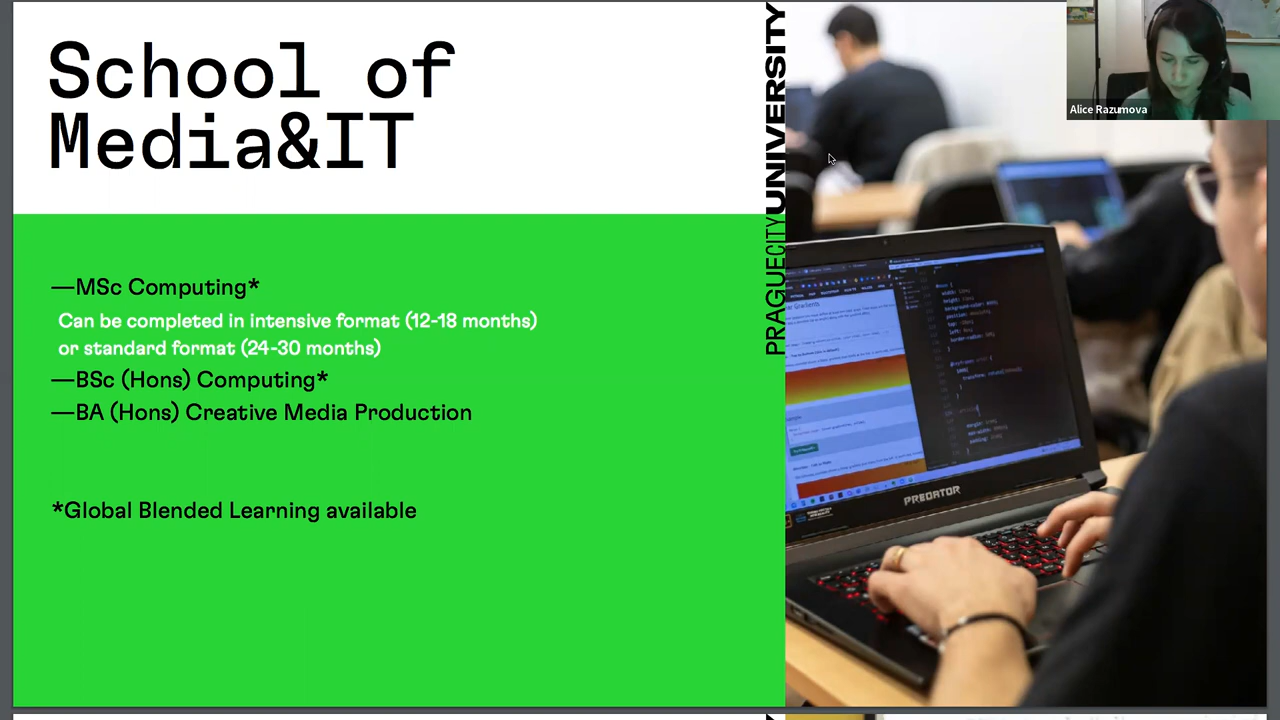 School of
Media&IT
PRAGUECITYUNIVERSITY
Alice Razumova
—MSc Computing*
Can be completed in intensive format (12-18 months)
or standard format (24-30 months)
—BSc (Hons) Computing*
—BA (Hons) Creative Media Production
*Global Blended Learning available
PREDATOR